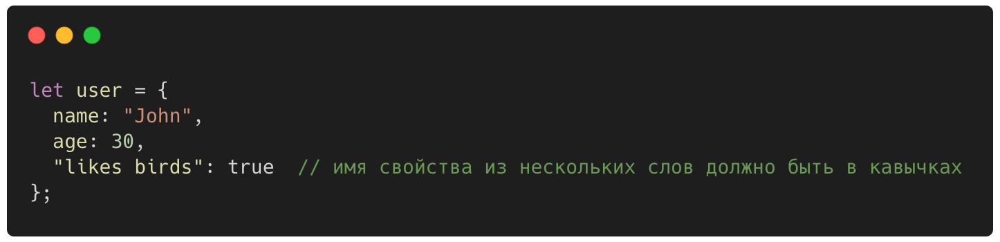 let user = {
  name: "John",
  age: 30,
  "likes birds": true  // имя свойства из нескольких слов должно быть в кавычках
};